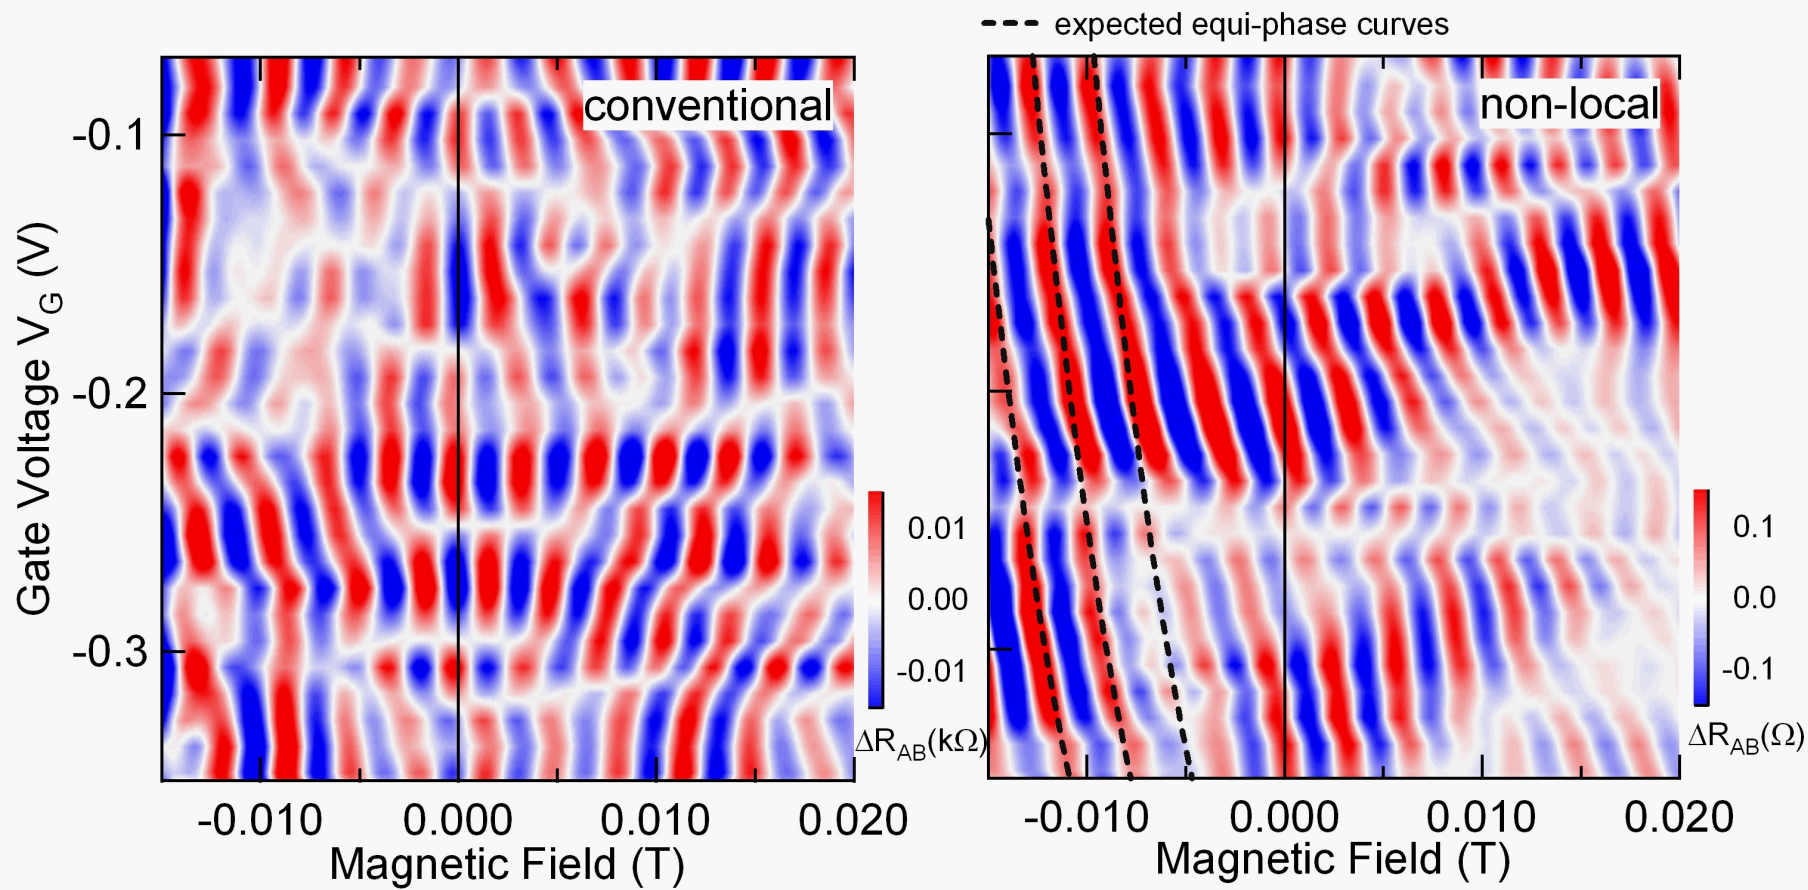 expected equi-phase curves
conventional
non-local
-0.1
-0.2
-0.3
Gate Voltage V_G (V)
0.01
0.00
-0.01
ΔR_AB(kΩ)
0.1
0.0
-0.1
ΔR_AB(Ω)
-0.010 0.000 0.010 0.020
Magnetic Field (T)
-0.010 0.000 0.010 0.020
Magnetic Field (T)